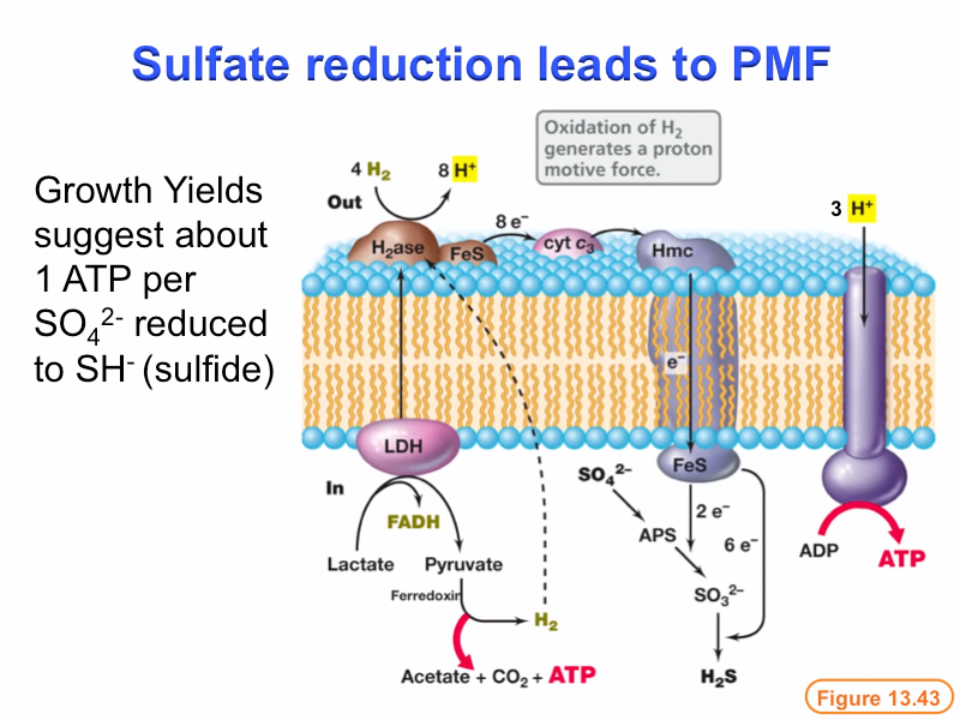 Sulfate reduction leads to PMF
Growth Yields
suggest about
1 ATP per
SO₄²⁻ reduced
to SH⁻ (sulfide)
Oxidation of H₂
generates a proton
motive force.
4 H₂
8 H⁺
Out
3 H⁺
8 e⁻
H₂ase
FeS
cyt c₃
Hmc
e⁻
LDH
FeS
SO₄²⁻
In
FADH
2 e⁻
APS
6 e⁻
ADP
ATP
Lactate
Pyruvate
Ferredoxin
SO₃²⁻
H₂
Acetate + CO₂ + ATP
H₂S
Figure 13.43